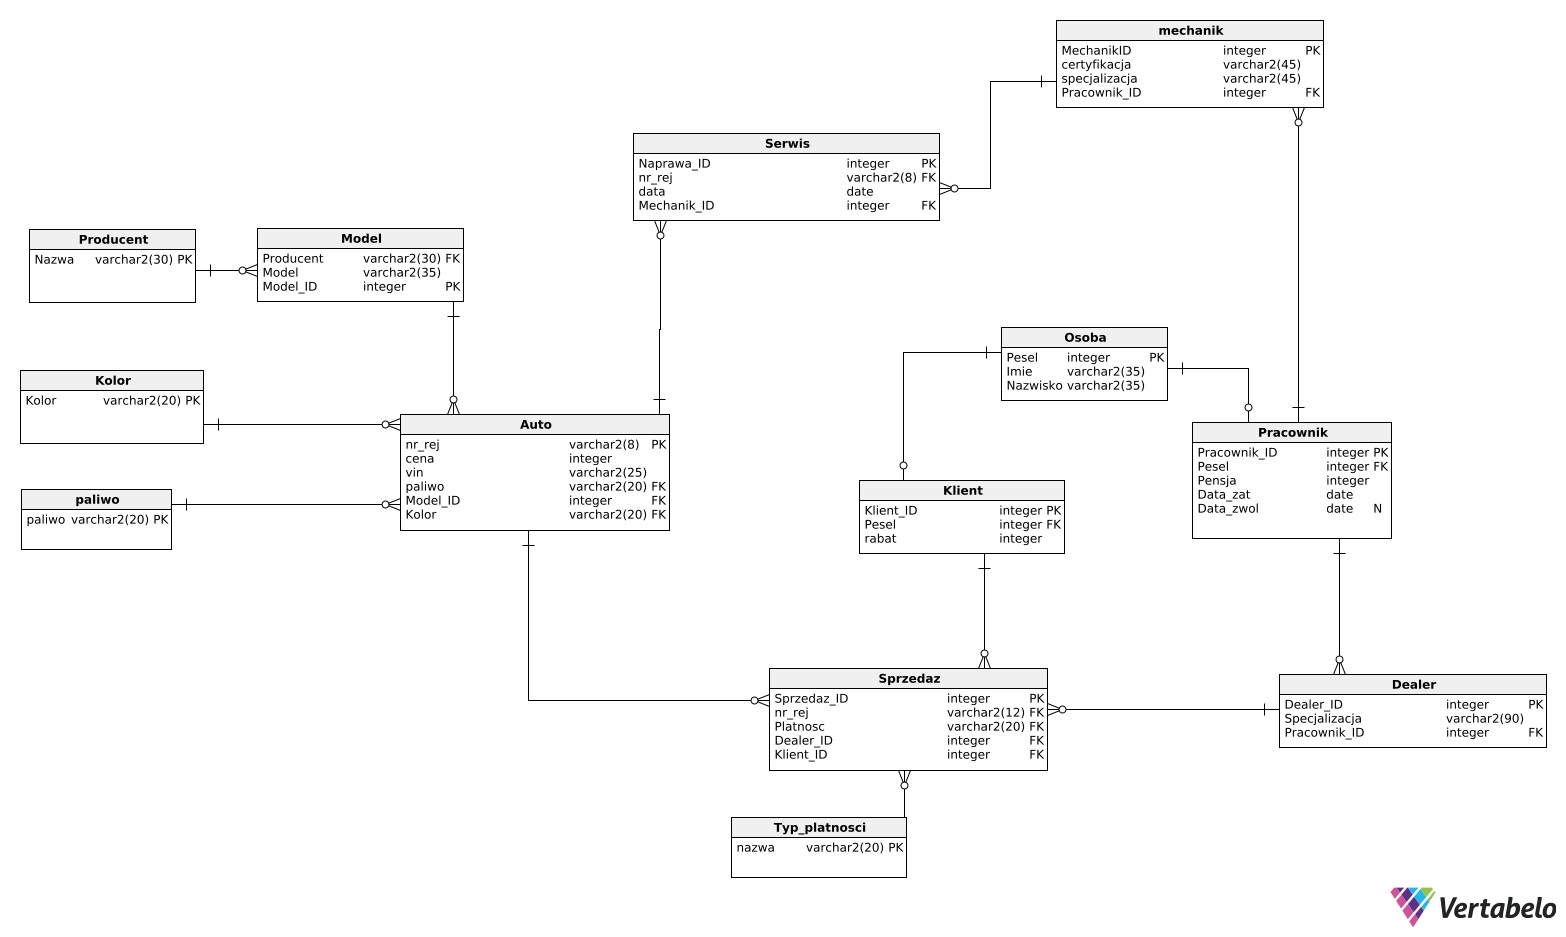 mechanik
MechanikID integer PK
certyfikacja varchar2(45)
specjalizacja varchar2(45)
Pracownik_ID integer FK
Serwis
Naprawa_ID integer PK
nr_rej varchar2(8) FK
data date
Mechanik_ID integer FK
Producent
Nazwa varchar2(30) PK
Model
Producent varchar2(30) FK
Model varchar2(35)
Model_ID integer PK
Osoba
Pesel integer PK
Imie varchar2(35)
Nazwisko varchar2(35)
Kolor
Kolor varchar2(20) PK
Auto
nr_rej varchar2(8) PK
cena integer
vin varchar2(25)
paliwo varchar2(20) FK
Model_ID integer FK
Kolor varchar2(20) FK
Pracownik
Pracownik_ID integer PK
Pesel integer FK
Pensja integer
Data_zat date
Data_zwol date N
paliwo
paliwo varchar2(20) PK
Klient
Klient_ID integer PK
Pesel integer FK
rabat integer
Sprzedaz
Sprzedaz_ID integer PK
nr_rej varchar2(12) FK
Platnosc varchar2(20) FK
Dealer_ID integer FK
Klient_ID integer FK
Dealer
Dealer_ID integer PK
Specjalizacja varchar2(90)
Pracownik_ID integer FK
Typ_platnosci
nazwa varchar2(20) PK
Vertabelo